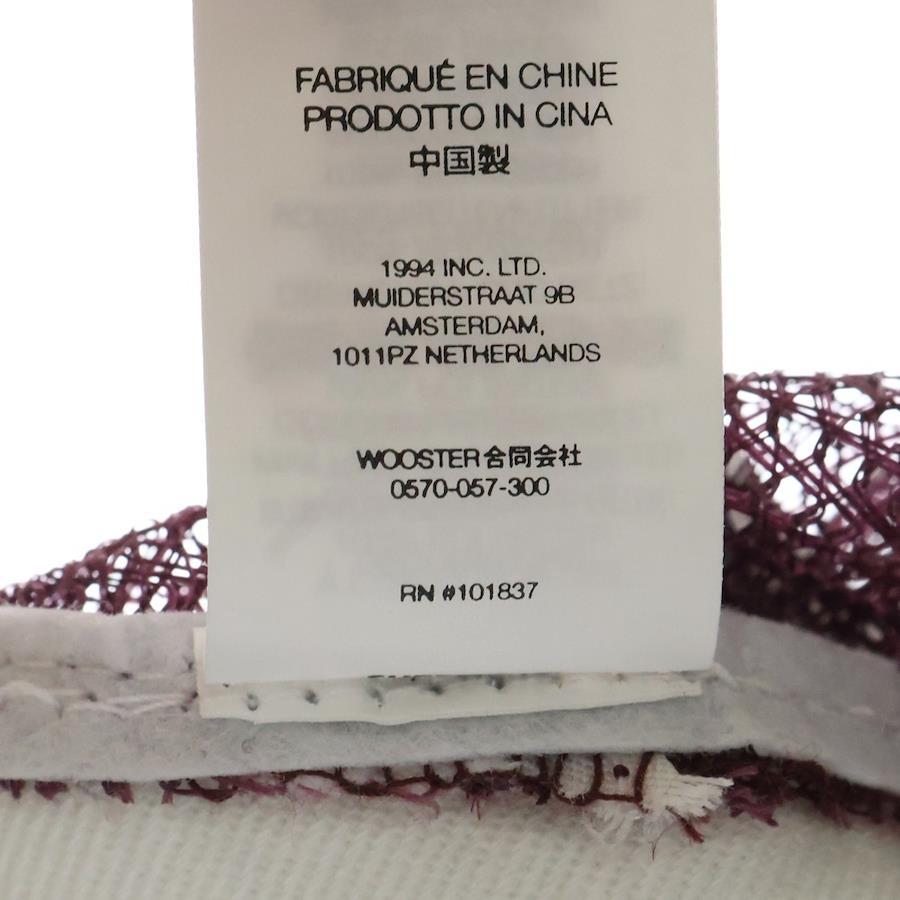 FABRIQUÉ EN CHINE
PRODOTTO IN CINA
中国製
1994 INC. LTD.
MUIDERSTRAAT 9B
AMSTERDAM,
1011PZ NETHERLANDS
WOOSTER合同会社
0570-057-300
RN #101837